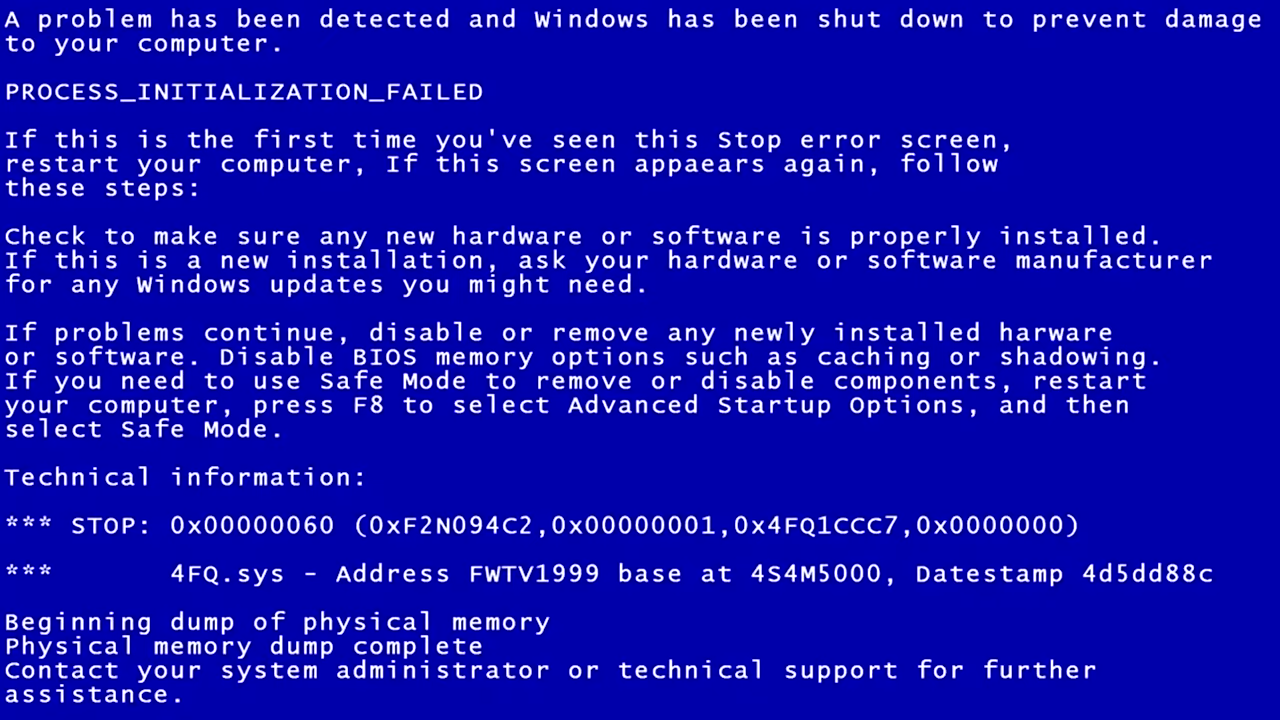 A problem has been detected and Windows has been shut down to prevent damage
to your computer.
PROCESS_INITIALIZATION_FAILED
If this is the first time you've seen this Stop error screen,
restart your computer, If this screen appaears again, follow
these steps:
Check to make sure any new hardware or software is properly installed.
If this is a new installation, ask your hardware or software manufacturer
for any Windows updates you might need.
If problems continue, disable or remove any newly installed harware
or software. Disable BIOS memory options such as caching or shadowing.
If you need to use Safe Mode to remove or disable components, restart
your computer, press F8 to select Advanced Startup Options, and then
select Safe Mode.
Technical information:
*** STOP: 0x00000060 (0xF2N094C2,0x00000001,0x4FQ1CCC7,0x0000000)
*** 4FQ.sys – Address FWTV1999 base at 4S4M5000, Datestamp 4d5dd88c
Beginning dump of physical memory
Physical memory dump complete
Contact your system administrator or technical support for further
assistance.